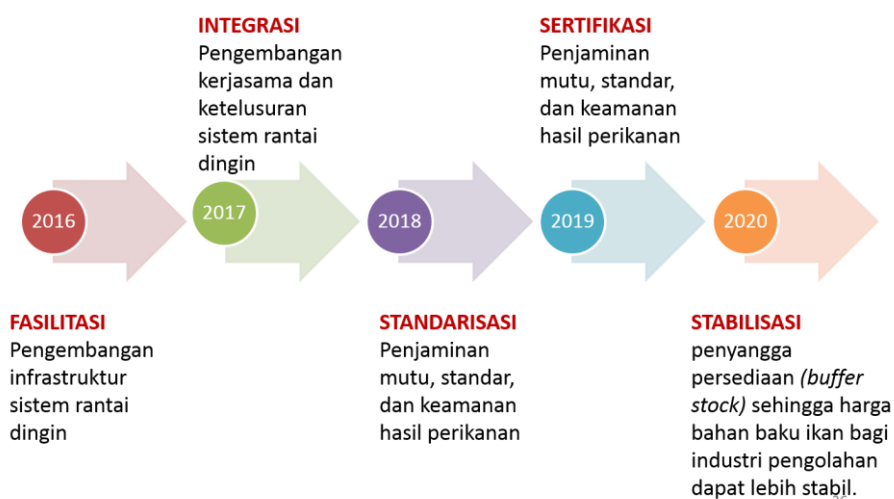 INTEGRASI
Pengembangan
kerjasama dan
ketelusuran
sistem rantai
dingin
SERTIFIKASI
Penjaminan
mutu, standar,
dan keamanan
hasil perikanan
2016
2017
2018
2019
2020
FASILITASI
Pengembangan
infrastruktur
sistem rantai
dingin
STANDARISASI
Penjaminan
mutu, standar,
dan keamanan
hasil perikanan
STABILISASI
penyangga
persediaan (buffer
stock) sehingga harga
bahan baku ikan bagi
industri pengolahan
dapat lebih stabil.